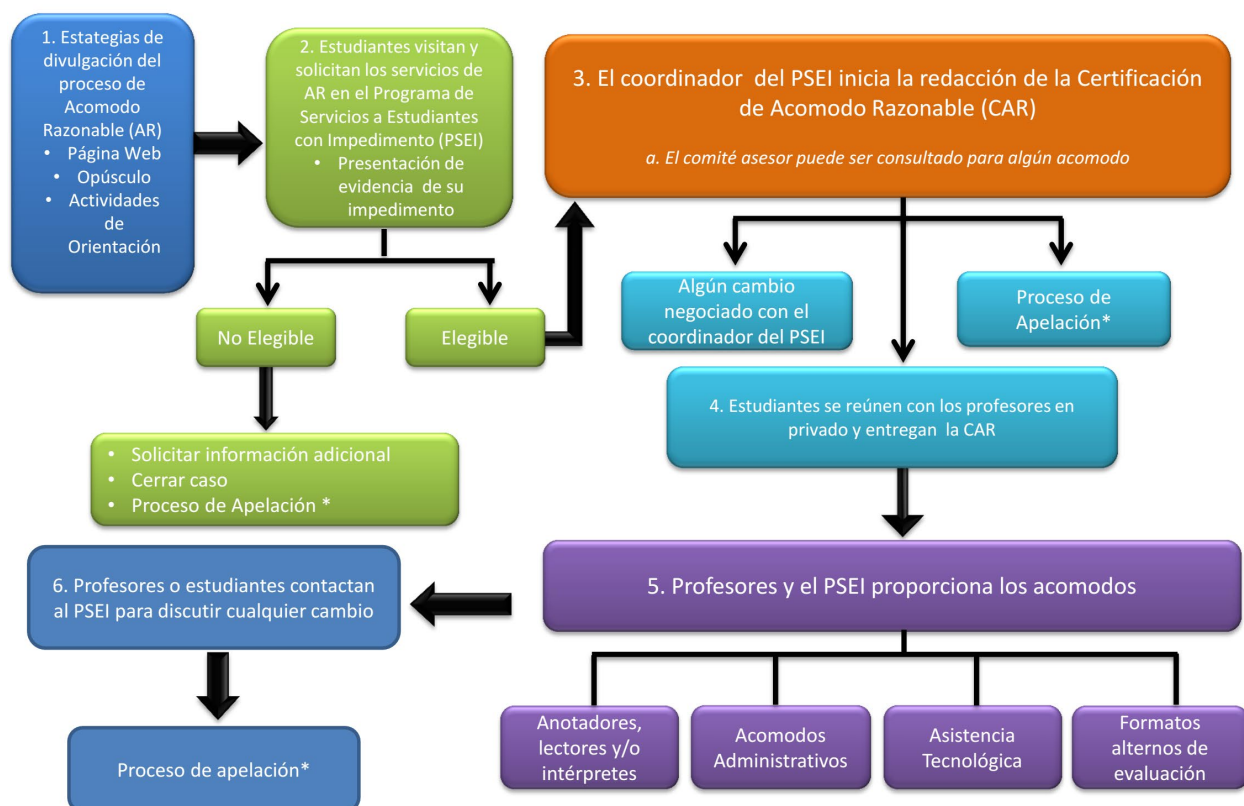 1. Estategias de
divulgación del
proceso de
Acomodo
Razonable (AR)
• Página Web
• Opúsculo
• Actividades
de
Orientación
2. Estudiantes visitan y
solicitan los servicios de
AR en el Programa de
Servicios a Estudiantes
con Impedimento (PSEI)
• Presentación de
evidencia de su
impedimento
No Elegible
Elegible
• Solicitar información adicional
• Cerrar caso
• Proceso de Apelación *
3. El coordinador del PSEI inicia la redacción de la Certificación
de Acomodo Razonable (CAR)
a. El comité asesor puede ser consultado para algún acomodo
Algún cambio
negociado con el
coordinador del PSEI
Proceso de
Apelación*
4. Estudiantes se reúnen con los profesores en
privado y entregan la CAR
5. Profesores y el PSEI proporciona los acomodos
Anotadores,
lectores y/o
intérpretes
Acomodos
Administrativos
Asistencia
Tecnológica
Formatos
alternos de
evaluación
6. Profesores o estudiantes contactan
al PSEI para discutir cualquier cambio
Proceso de apelación*